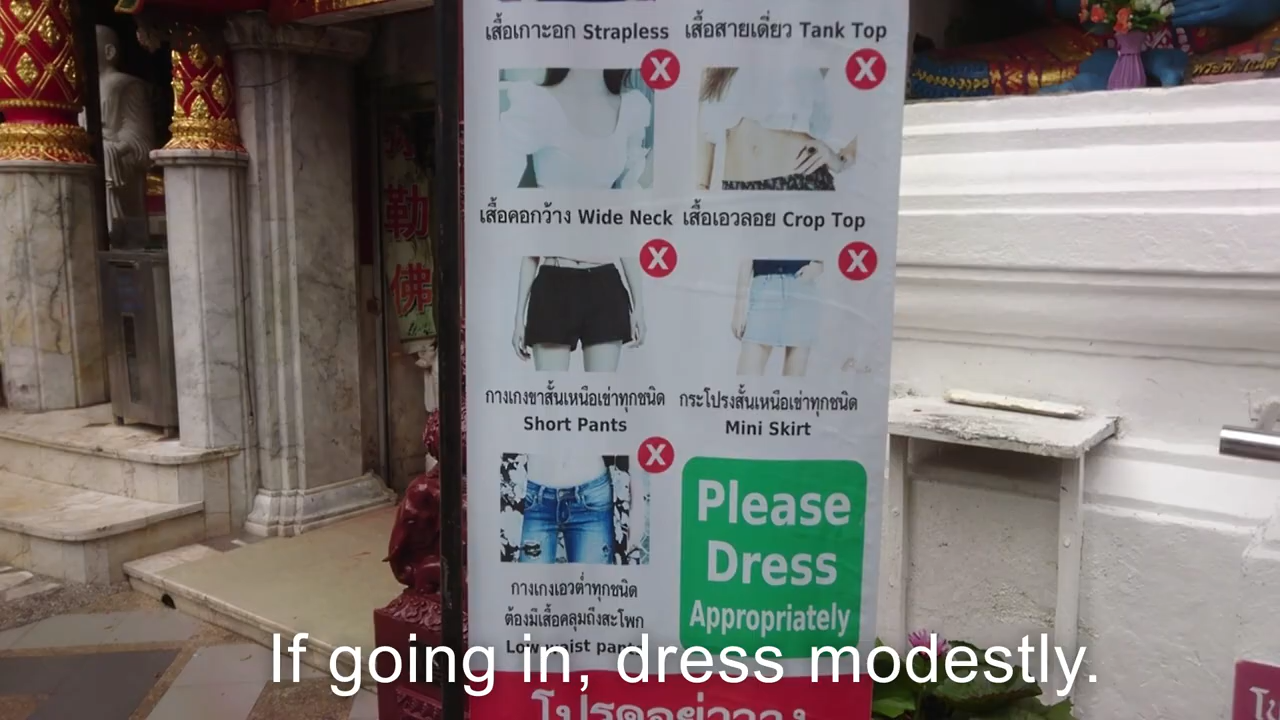 เสื้อเกาะอก Strapless
เสื้อสายเดี่ยว Tank Top
X
X
เสื้อคอกว้าง Wide Neck
เสื้อเอวลอย Crop Top
X
X
กางเกงขาสั้นเหนือเข่าทุกชนิด
Short Pants
กระโปรงสั้นเหนือเข่าทุกชนิด
Mini Skirt
X
กางเกงเอวต่ำทุกชนิด
ต้องมีเสื้อคลุมถึงสะโพก
Low waist pants
Please
Dress
Appropriately
If going in, dress modestly.
勒
佛